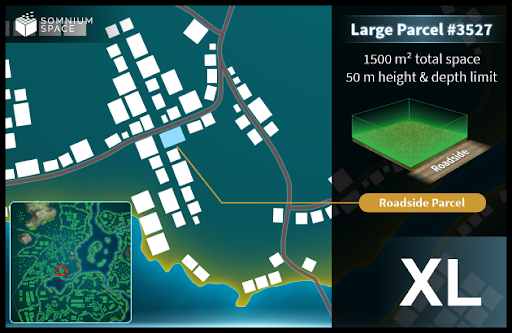 SOMNIUM
SPACE
Large Parcel #3527
1500 m² total space
50 m height & depth limit
Roadside
Roadside Parcel
XL